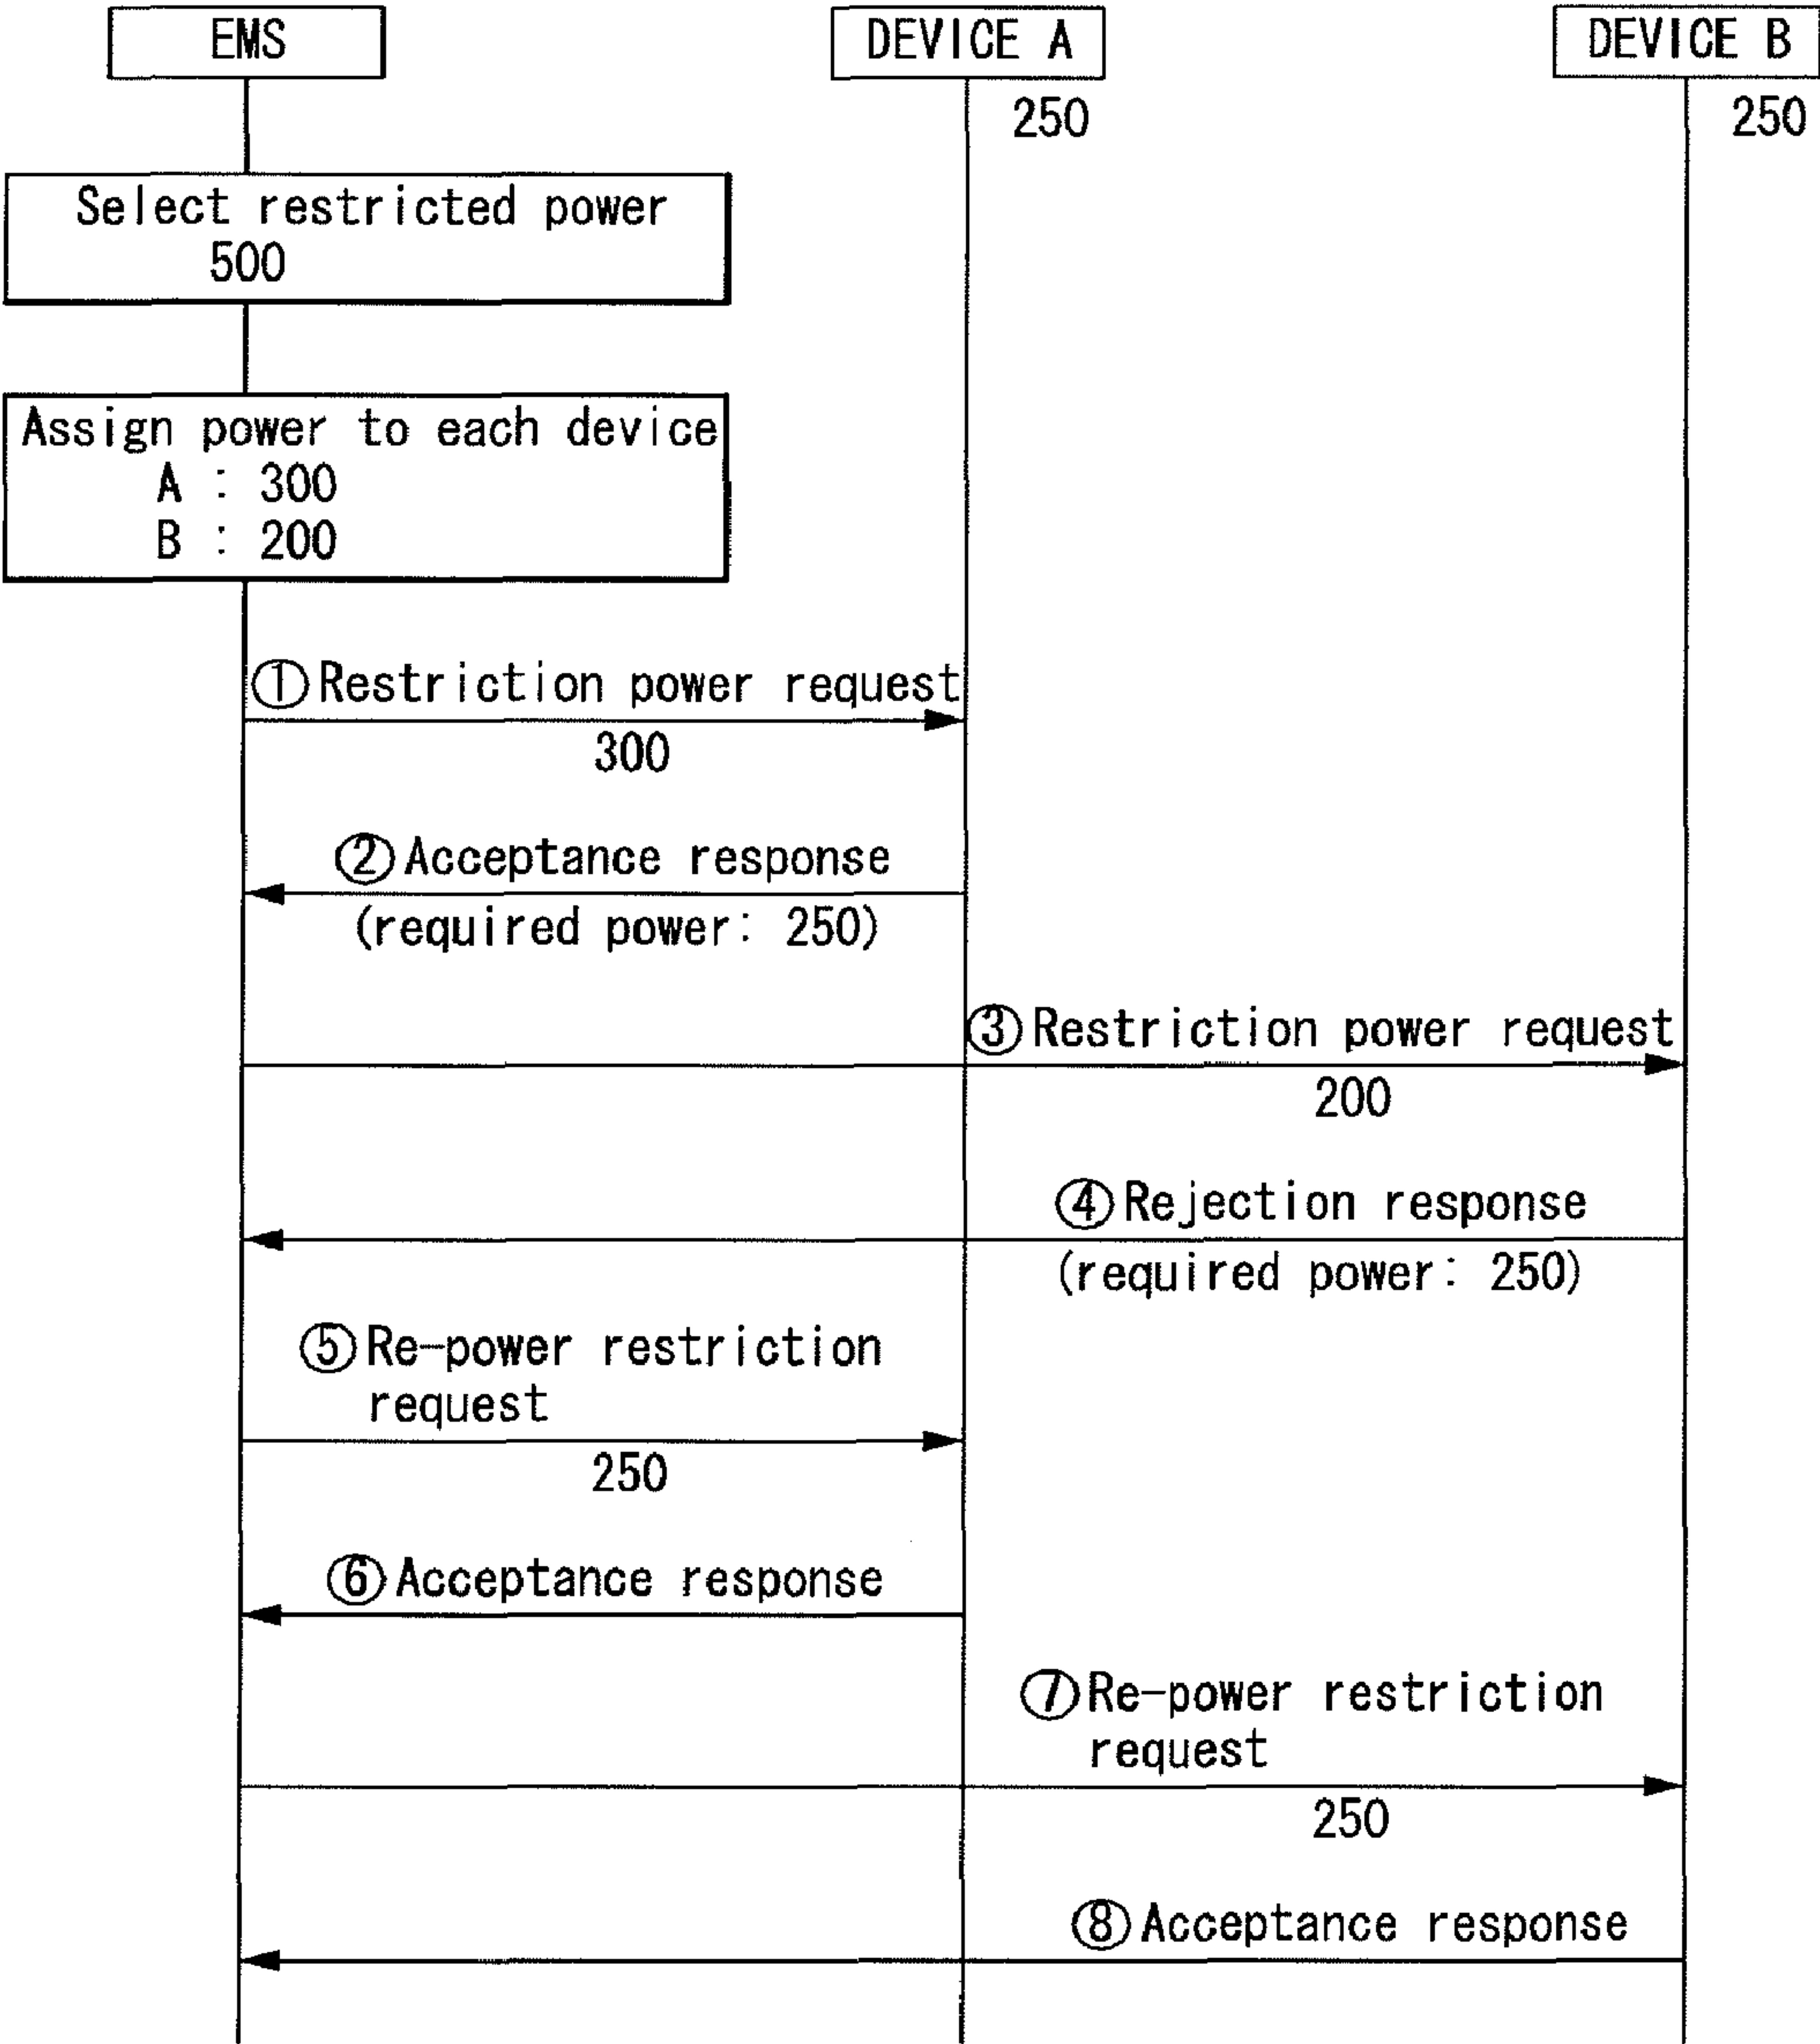 EMS
DEVICE A
DEVICE B
250
250
Select restricted power
500
Assign power to each device
A : 300
B : 200
①Restriction power request
300
②Acceptance response
(required power: 250)
③Restriction power request
200
④Rejection response
(required power: 250)
⑤Re-power restriction
request
250
⑥Acceptance response
⑦Re-power restriction
request
250
⑧Acceptance response